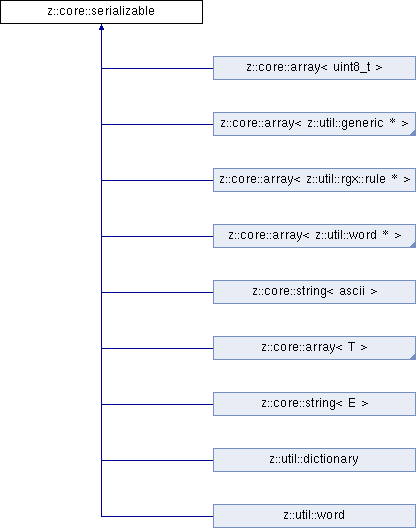 z::core::serializable
z::core::array< uint8_t >
z::core::array< z::util::generic * >
z::core::array< z::util::rgx::rule * >
z::core::array< z::util::word * >
z::core::string< ascii >
z::core::array< T >
z::core::string< E >
z::util::dictionary
z::util::word